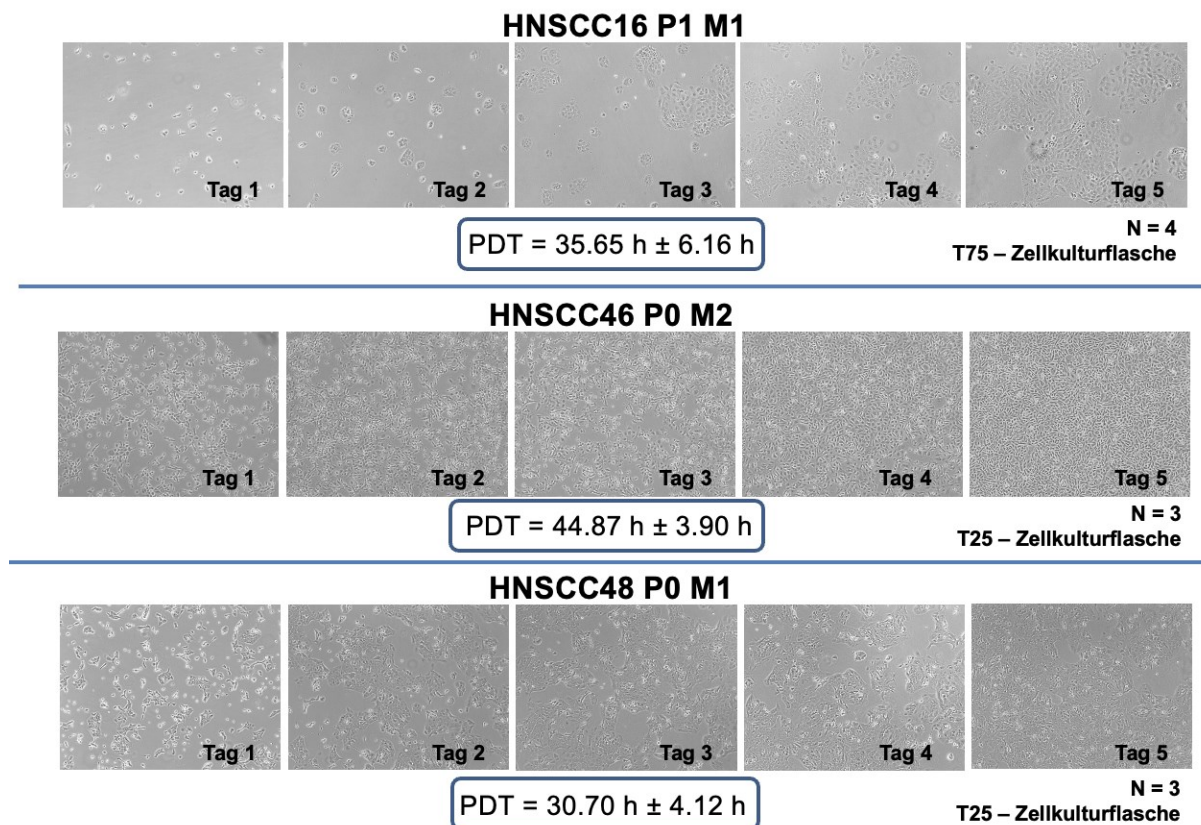 HNSCC16 P1 M1
Tag 1
Tag 2
Tag 3
Tag 4
Tag 5
PDT = 35.65 h ± 6.16 h
N = 4
T75 – Zellkulturflasche
HNSCC46 P0 M2
Tag 1
Tag 2
Tag 3
Tag 4
Tag 5
PDT = 44.87 h ± 3.90 h
N = 3
T25 – Zellkulturflasche
HNSCC48 P0 M1
Tag 1
Tag 2
Tag 3
Tag 4
Tag 5
PDT = 30.70 h ± 4.12 h
N = 3
T25 – Zellkulturflasche